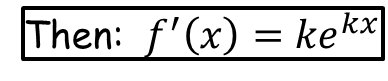 Then: f'(x) = ke^{kx}